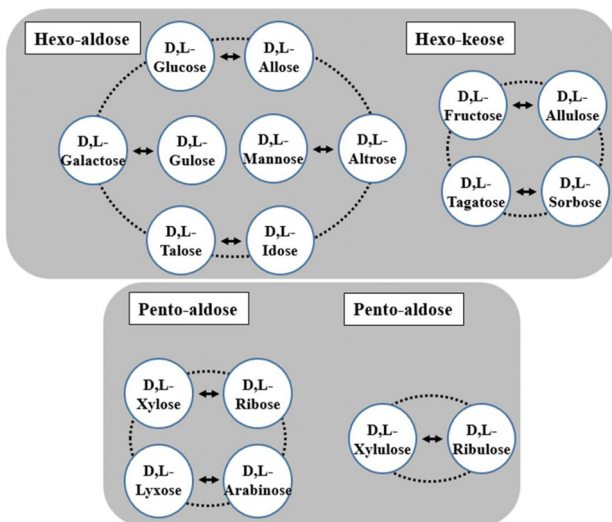 Hexo-aldose
D,L-
Glucose
D,L-
Allose
D,L-
Galactose
D,L-
Gulose
D,L-
Mannose
D,L-
Altrose
D,L-
Talose
D,L-
Idose
Hexo-keose
D,L-
Fructose
D,L-
Allulose
D,L-
Tagatose
D,L-
Sorbose
Pento-aldose
D,L-
Xylose
D,L-
Ribose
D,L-
Lyxose
D,L-
Arabinose
Pento-aldose
D,L-
Xylulose
D,L-
Ribulose